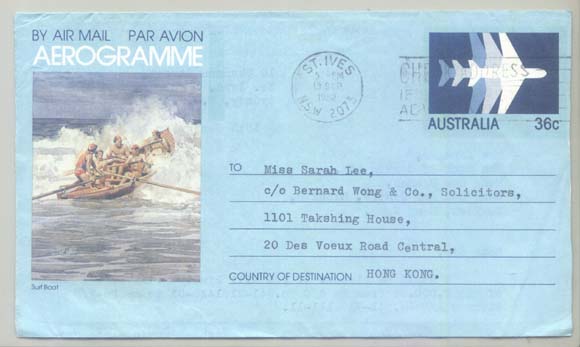 BY AIR MAIL PAR AVION
AEROGRAMME
ST. IVES
NSW 2075
AUSTRALIA 36c
TO Miss Sarah Lee,
c/o Bernard Wong & Co., Solicitors,
1101 Takshing House,
20 Des Voeux Road Central,
COUNTRY OF DESTINATION HONG KONG.
Surf Boat